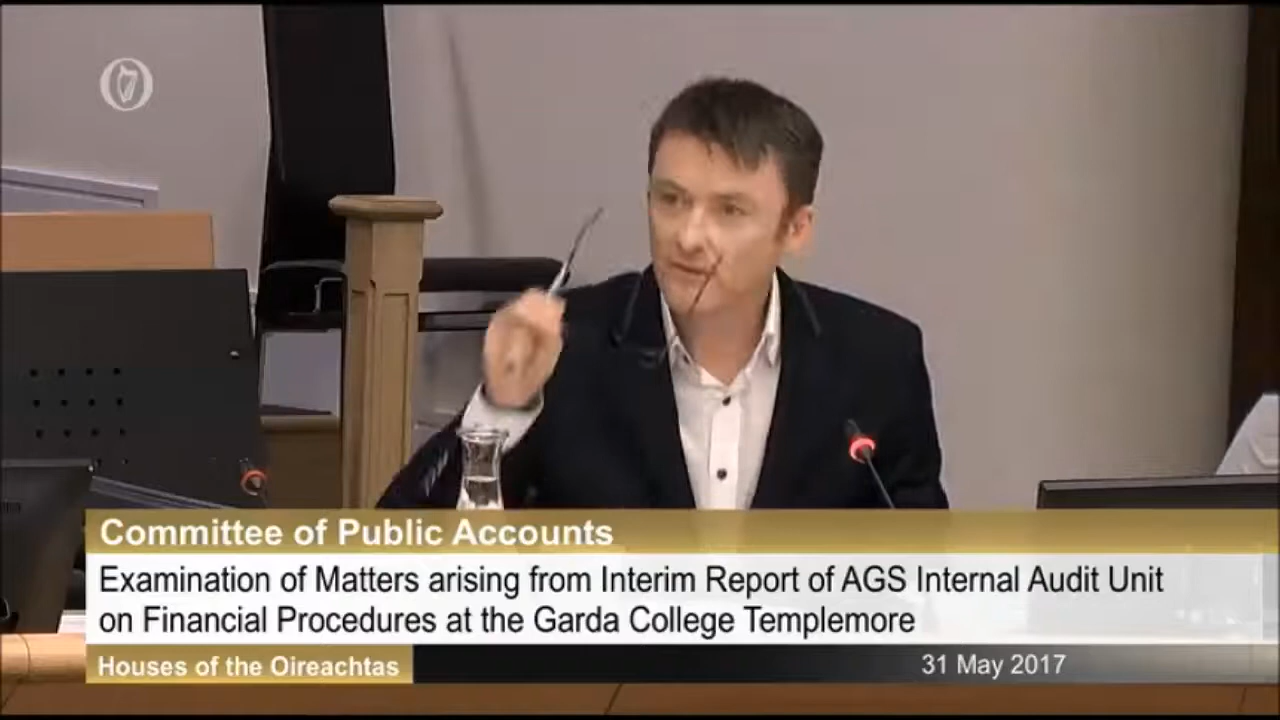 Committee of Public Accounts
Examination of Matters arising from Interim Report of AGS Internal Audit Unit
on Financial Procedures at the Garda College Templemore
Houses of the Oireachtas
31 May 2017